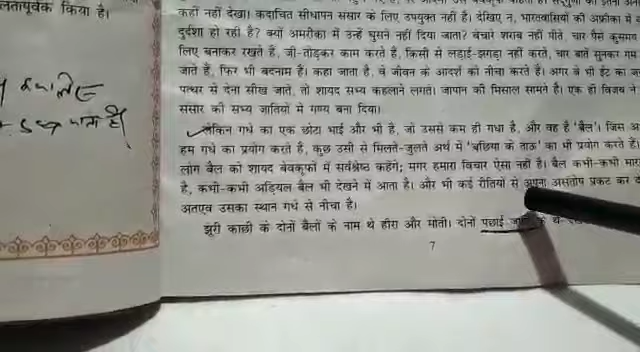 लतापूर्वक किया है।
कहीं नहीं देखा। कदाचित सीधापन संसार के लिए उपयुक्त नहीं है। देखिए न, भारतवासियों की अफ्रीका में
दुर्दशा हो रही है? क्यों अमरीका में उन्हें घुसने नहीं दिया जाता? बेचारे शराब नहीं पीते, चार पैसे कुसमय
लिए बचाकर रखते हैं, जी-तोड़कर काम करते हैं, किसी से लड़ाई-झगड़ा नहीं करते, चार बातें सुनकर गम
जाते हैं, फिर भी बदनाम हैं। कहा जाता है, वे जीवन के आदर्श को नीचा करते हैं। अगर वे भी ईंट का
पत्थर से देना सीख जाते, तो शायद सभ्य कहलाने लगते। जापान की मिसाल सामने है। एक ही विजय ने
संसार की सभ्य जातियों में गण्य बना दिया।
लेकिन गधे का एक छोटा भाई और भी है, जो उससे कम ही गधा है, और वह है 'बैल'। जिस अ
हम गधे का प्रयोग करते हैं, कुछ उसी से मिलते-जुलते अर्थ में 'बछिया के ताऊ' का भी प्रयोग करते हैं।
लोग बैल को शायद बेवकूफों में सर्वश्रेष्ठ कहेंगे; मगर हमारा विचार ऐसा नहीं है। बैल कभी-कभी मार
है, कभी-कभी अड़ियल बैल भी देखने में आता है। और भी कई रीतियों से अपना असंतोष प्रकट कर दे
अतएव उसका स्थान गधे से नीचा है।
झूरी काछी के दोनों बैलों के नाम थे हीरा और मोती। दोनों पछाई
7